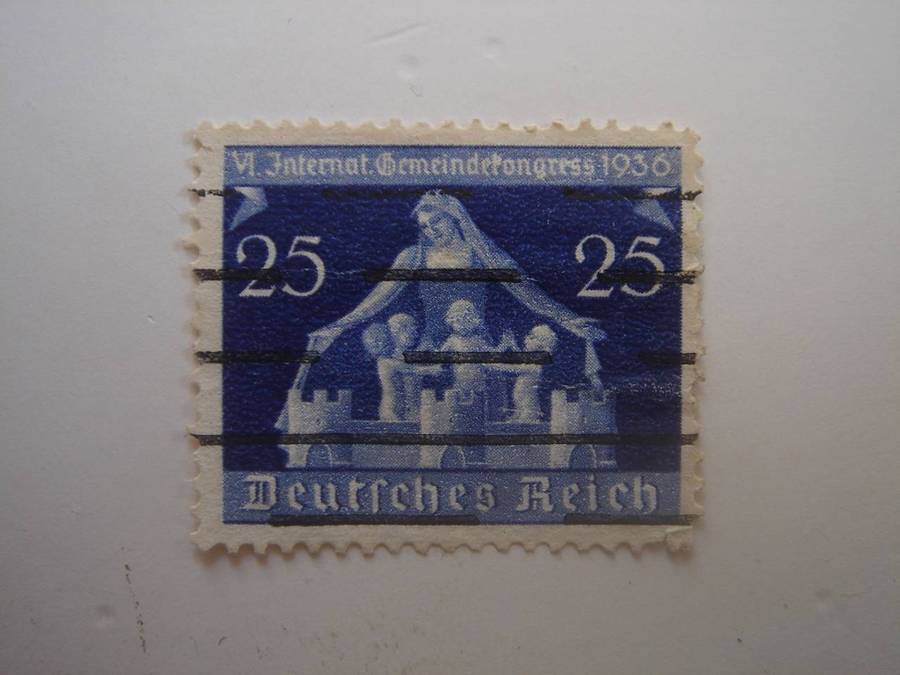 VI. Internat. Gemeindekongress 1936
25 25
Deutsches Reich